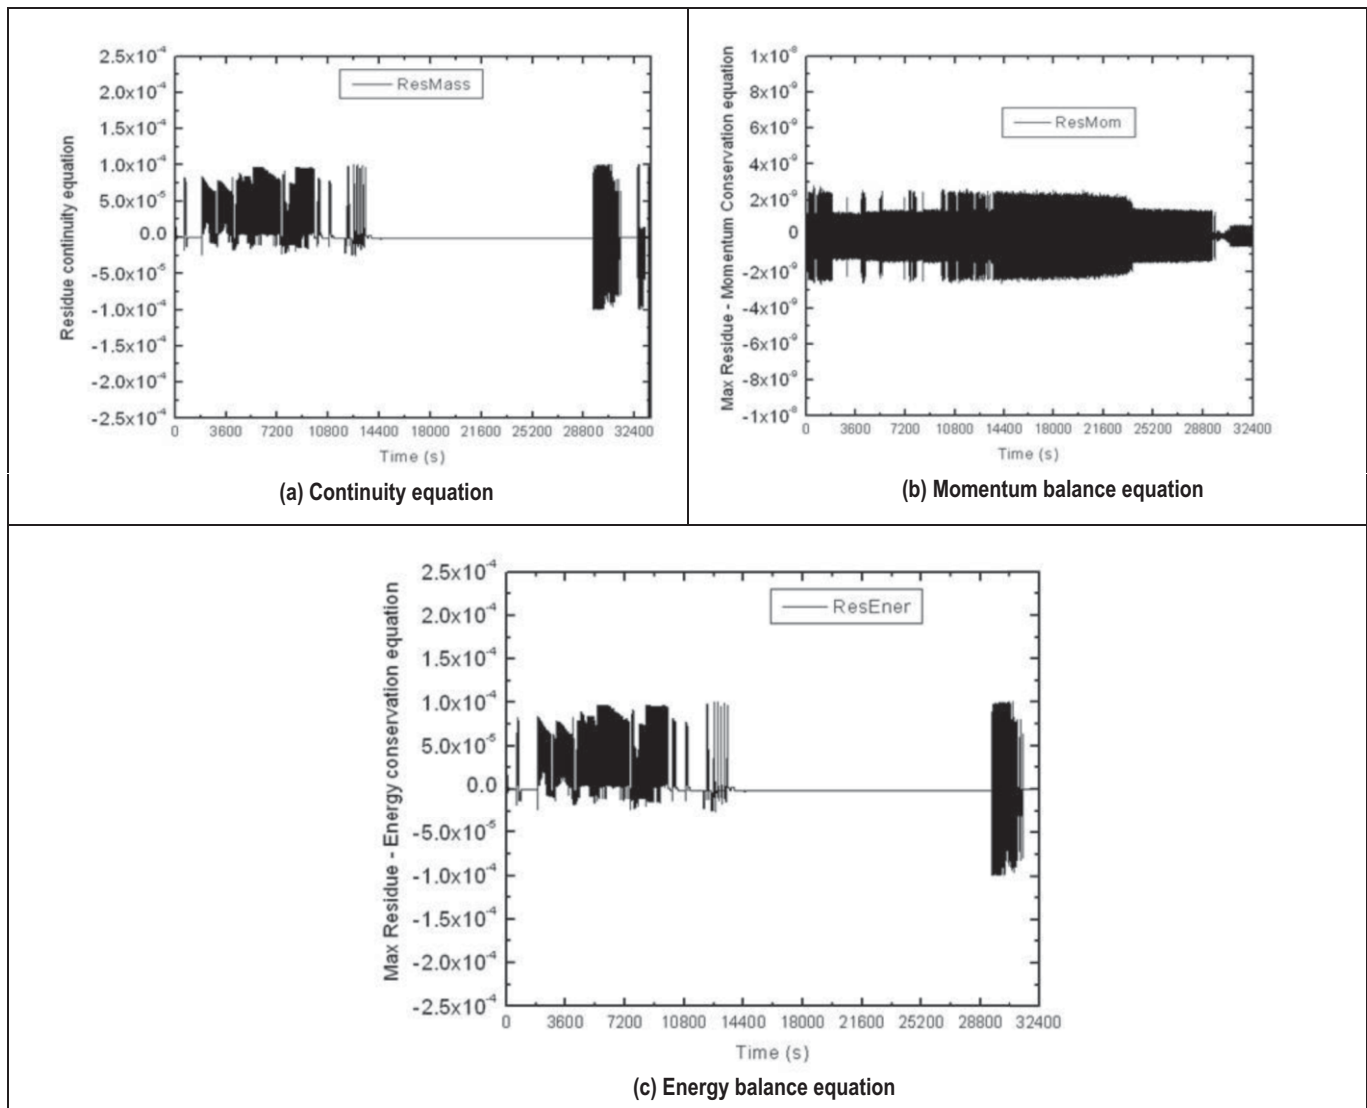 2.5x10⁻⁴
2.0x10⁻⁴
1.5x10⁻⁴
1.0x10⁻⁴
5.0x10⁻⁵
0.0
-5.0x10⁻⁵
-1.0x10⁻⁴
-1.5x10⁻⁴
-2.0x10⁻⁴
-2.5x10⁻⁴
Residue continuity equation
ResMass
0 3600 7200 10800 14400 18000 21600 25200 28800 32400
Time (s)
(a) Continuity equation
1x10⁻⁸
8x10⁻⁹
6x10⁻⁹
4x10⁻⁹
2x10⁻⁹
0
-2x10⁻⁹
-4x10⁻⁹
-6x10⁻⁹
-8x10⁻⁹
-1x10⁻⁸
Max Residue - Momentum Conservation equation
ResMom
0 3600 7200 10800 14400 18000 21600 25200 28800 32400
Time (s)
(b) Momentum balance equation
2.5x10⁻⁴
2.0x10⁻⁴
1.5x10⁻⁴
1.0x10⁻⁴
5.0x10⁻⁵
0.0
-5.0x10⁻⁵
-1.0x10⁻⁴
-1.5x10⁻⁴
-2.0x10⁻⁴
-2.5x10⁻⁴
Max Residue - Energy conservation equation
ResEner
0 3600 7200 10800 14400 18000 21600 25200 28800 32400
Time (s)
(c) Energy balance equation